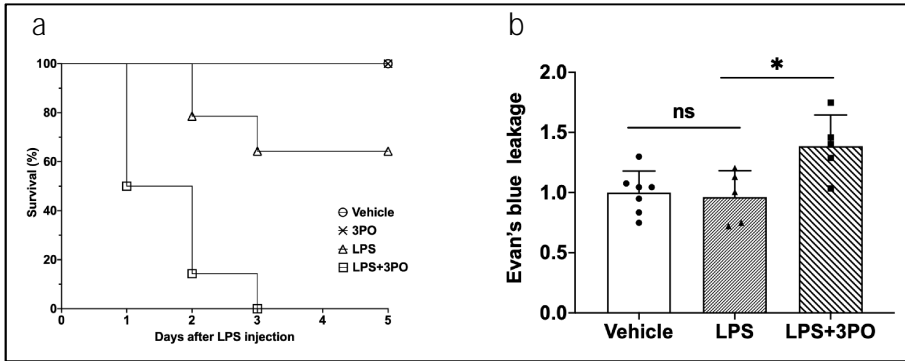 a
100
80
60
40
20
0
Survival (%)
0 1 2 3 4 5
Days after LPS injection
Vehicle
3PO
LPS
LPS+3PO
b
2.0
1.5
1.0
0.5
0.0
Evan's blue leakage
ns
*
Vehicle LPS LPS+3PO